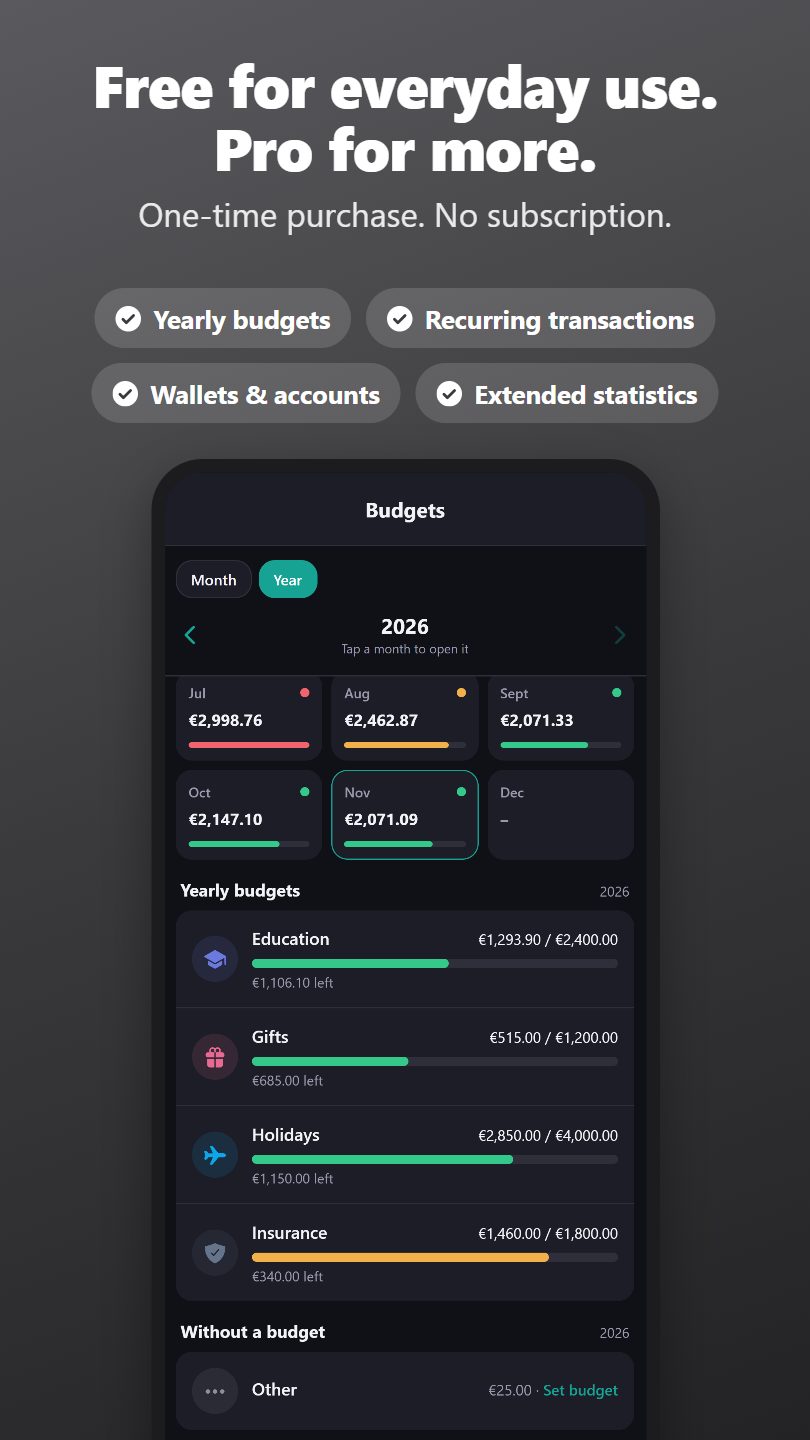 Free for everyday use.
Pro for more.
One-time purchase. No subscription.
Yearly budgets
Recurring transactions
Wallets & accounts
Extended statistics
Budgets
Month
Year
2026
Tap a month to open it
Jul
Aug
Sept
€2,998.76
€2,462.87
€2,071.33
Oct
Nov
Dec
€2,147.10
€2,071.09
–
Yearly budgets
2026
Education
€1,293.90 / €2,400.00
€1,106.10 left
Gifts
€515.00 / €1,200.00
€685.00 left
Holidays
€2,850.00 / €4,000.00
€1,150.00 left
Insurance
€1,460.00 / €1,800.00
€340.00 left
Without a budget
2026
Other
€25.00 · Set budget